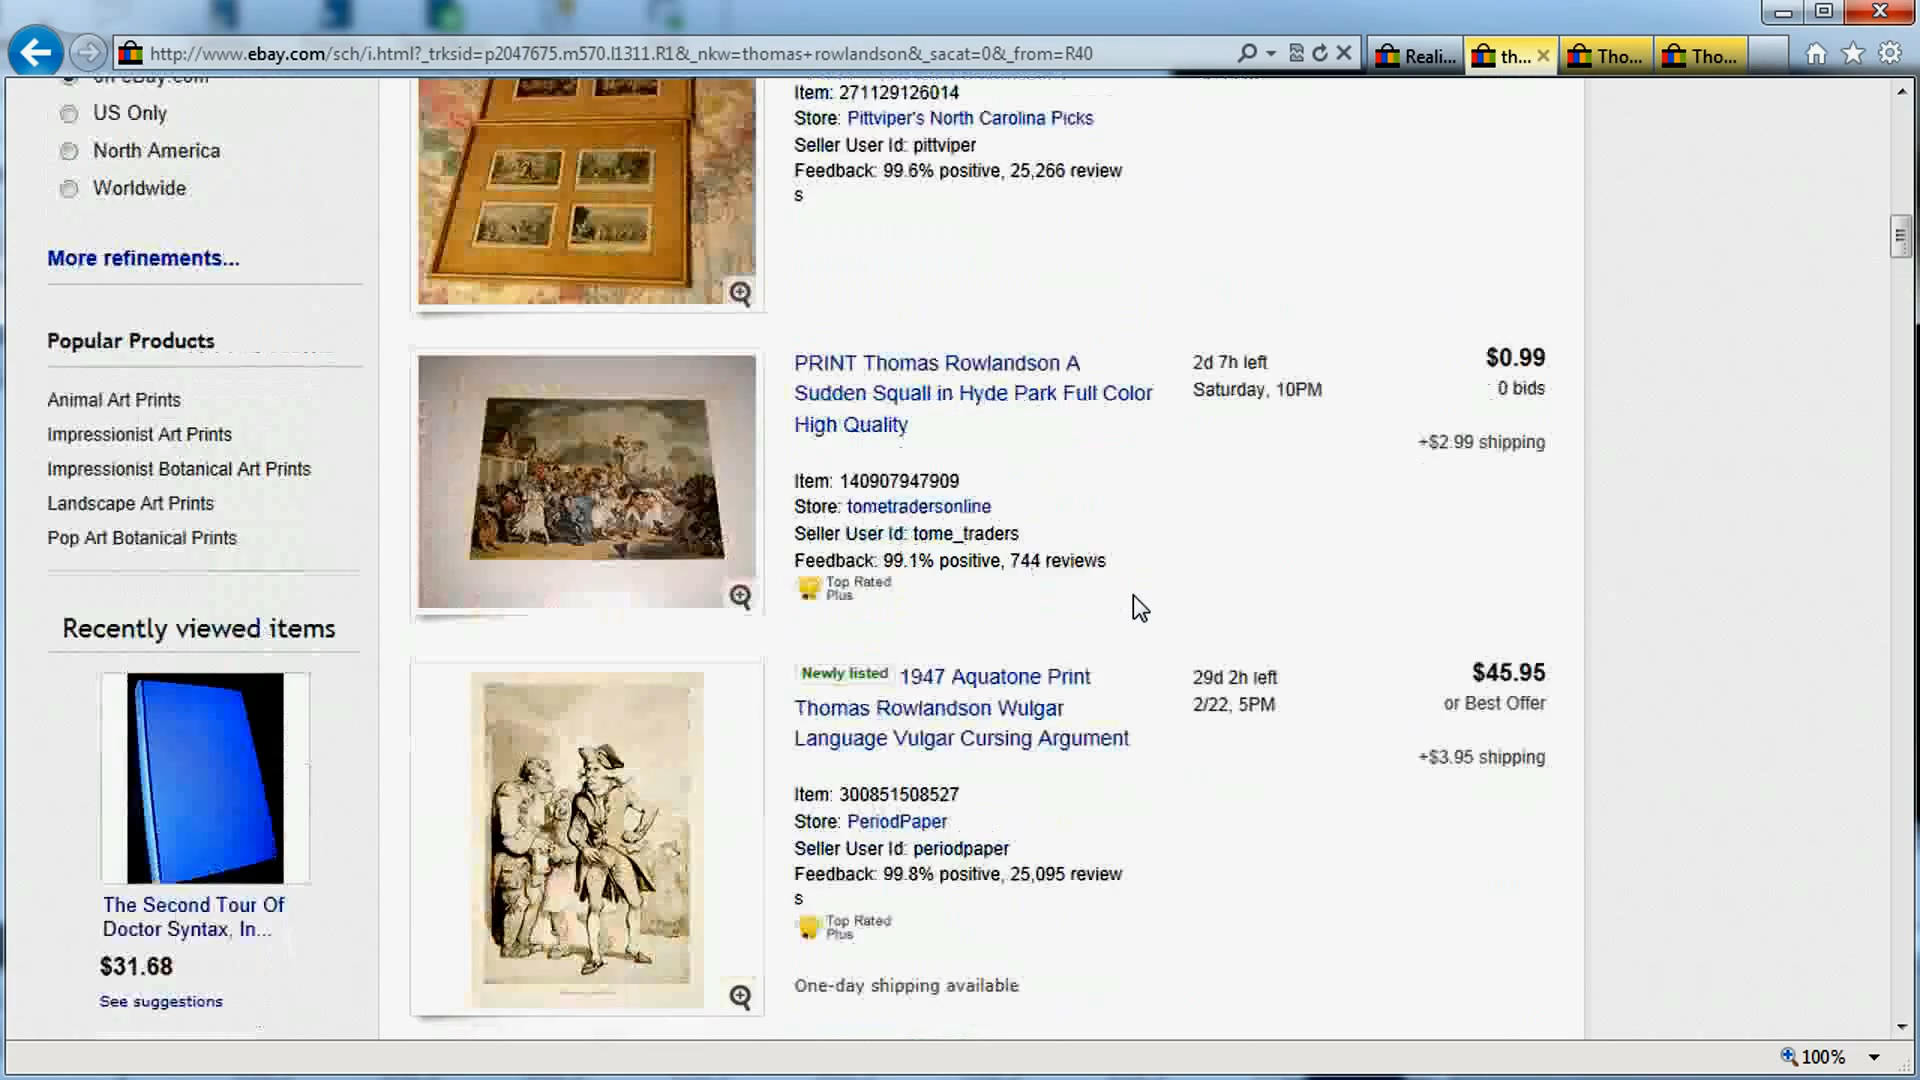 http://www.ebay.com/sch/i.html?_trksid=p2047675.m570.l1311.R1&_nkw=thomas+rowlandson&_sacat=0&_from=R40
Reali...
th...
Tho...
Tho...
on eBay.com
US Only
North America
Worldwide
More refinements...
Popular Products
Animal Art Prints
Impressionist Art Prints
Impressionist Botanical Art Prints
Landscape Art Prints
Pop Art Botanical Prints
Recently viewed items
The Second Tour Of
Doctor Syntax, In...
$31.68
See suggestions
Item: 271129126014
Store: Pittviper's North Carolina Picks
Seller User Id: pittviper
Feedback: 99.6% positive, 25,266 review
s
PRINT Thomas Rowlandson A
Sudden Squall in Hyde Park Full Color
High Quality
2d 7h left
Saturday, 10PM
$0.99
0 bids
+$2.99 shipping
Item: 140907947909
Store: tometradersonline
Seller User Id: tome_traders
Feedback: 99.1% positive, 744 reviews
Top Rated
Plus
Newly listed 1947 Aquatone Print
Thomas Rowlandson Wulgar
Language Vulgar Cursing Argument
29d 2h left
2/22, 5PM
$45.95
or Best Offer
+$3.95 shipping
Item: 300851508527
Store: PeriodPaper
Seller User Id: periodpaper
Feedback: 99.8% positive, 25,095 review
s
Top Rated
Plus
One-day shipping available
100%